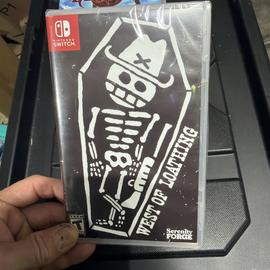 NINTENDO
SWITCH
WEST OF LOATHING
Serenity
FORGE